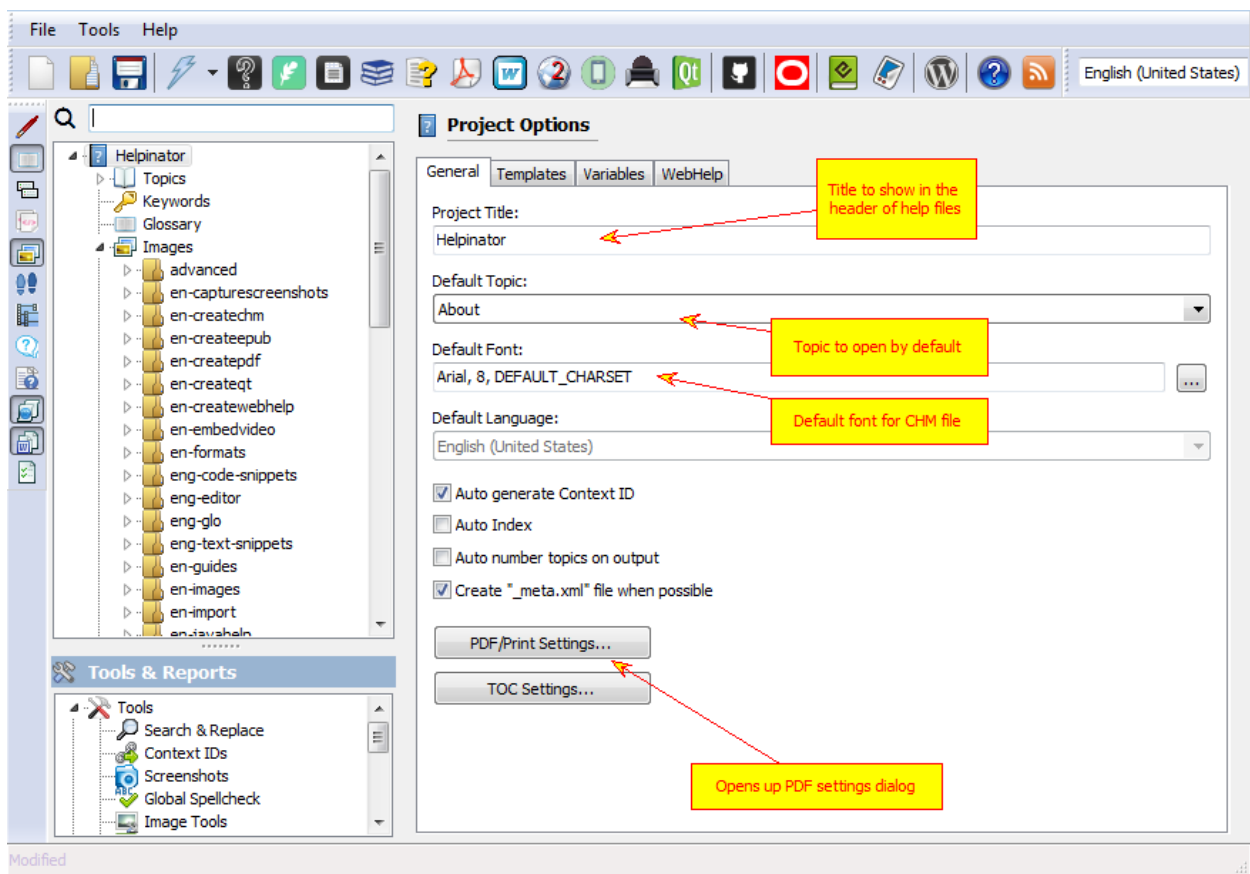 File Tools Help
English (United States)
Helpinator
Topics
Keywords
Glossary
Images
advanced
en-capturescreenshots
en-createchm
en-createepub
en-createpdf
en-createqt
en-createwebhelp
en-embedvideo
en-formats
eng-code-snippets
eng-editor
eng-glo
eng-text-snippets
en-guides
en-images
en-import
en-javahelp
Tools & Reports
Tools
Search & Replace
Context IDs
Screenshots
Global Spellcheck
Image Tools
Project Options
General Templates Variables WebHelp
Title to show in the
header of help files
Project Title:
Helpinator
Default Topic:
About
Topic to open by default
Default Font:
Arial, 8, DEFAULT_CHARSET
...
Default font for CHM file
Default Language:
English (United States)
Auto generate Context ID
Auto Index
Auto number topics on output
Create "_meta.xml" file when possible
PDF/Print Settings...
TOC Settings...
Opens up PDF settings dialog
Modified